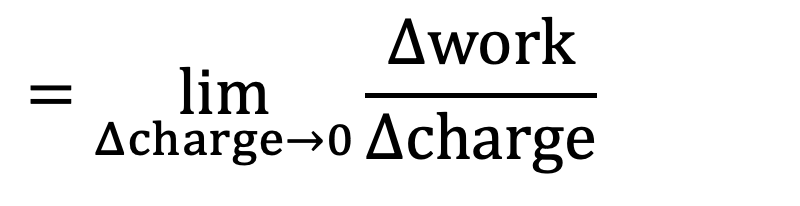 = lim Δcharge→0 Δwork
Δcharge